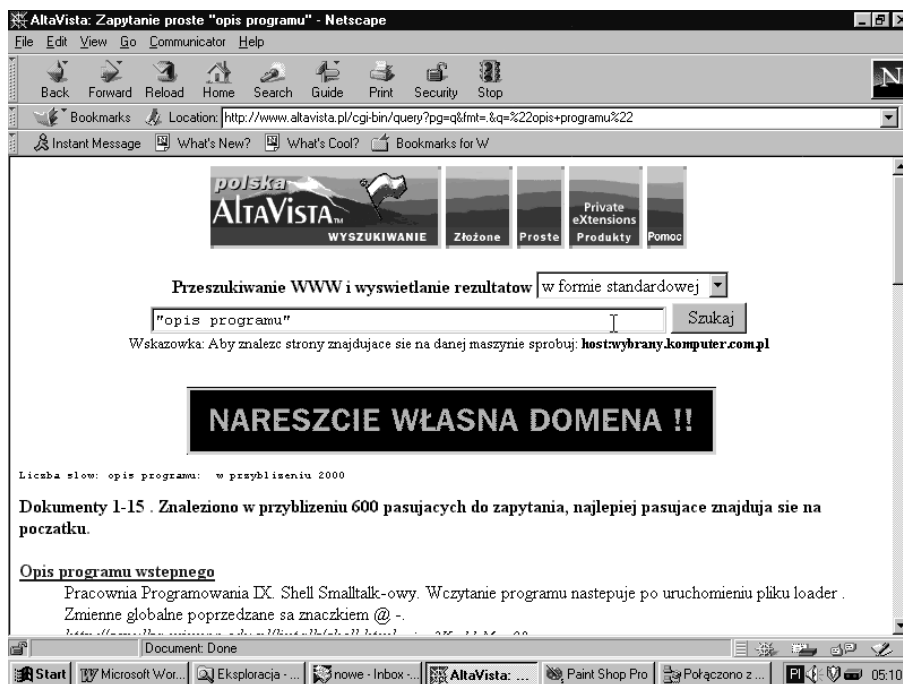 AltaVista: Zapytanie proste "opis programu" - Netscape
File Edit View Go Communicator Help
Back Forward Reload Home Search Guide Print Security Stop
N
Bookmarks Location: http://www.altavista.pl/cgi-bin/query?pg=q&fmt=.&q=%22opis+programu%22
Instant Message What's New? What's Cool? Bookmarks for W
polska
ALTAVISTA TM
WYSZUKIWANIE Złożone Proste Private eXtensions Produkty Pomoc
Przeszukiwanie WWW i wyswietlanie rezultatow w formie standardowej
"opis programu" Szukaj
Wskazowka: Aby znalezc strony znajdujace sie na danej maszynie sprobuj: host:wybrany.komputer.com.pl
NARESZCIE WŁASNA DOMENA !!
Liczba slow: opis programu: w przyblizeniu 2000
Dokumenty 1-15 . Znaleziono w przyblizeniu 600 pasujacych do zapytania, najlepiej pasujace znajduja sie na
poczatku.
Opis programu wstepnego
Pracownia Programowania IX. Shell Smalltalk-owy. Wczytanie programu nastepuje po uruchomieniu pliku loader .
Zmienne globalne poprzedzane sa znaczkiem @ -.
Document: Done
Start Microsoft Wor... Eksploracja - ... nowe - Inbox -... AltaVista: ... Paint Shop Pro Połączono z ... Pl 05:10